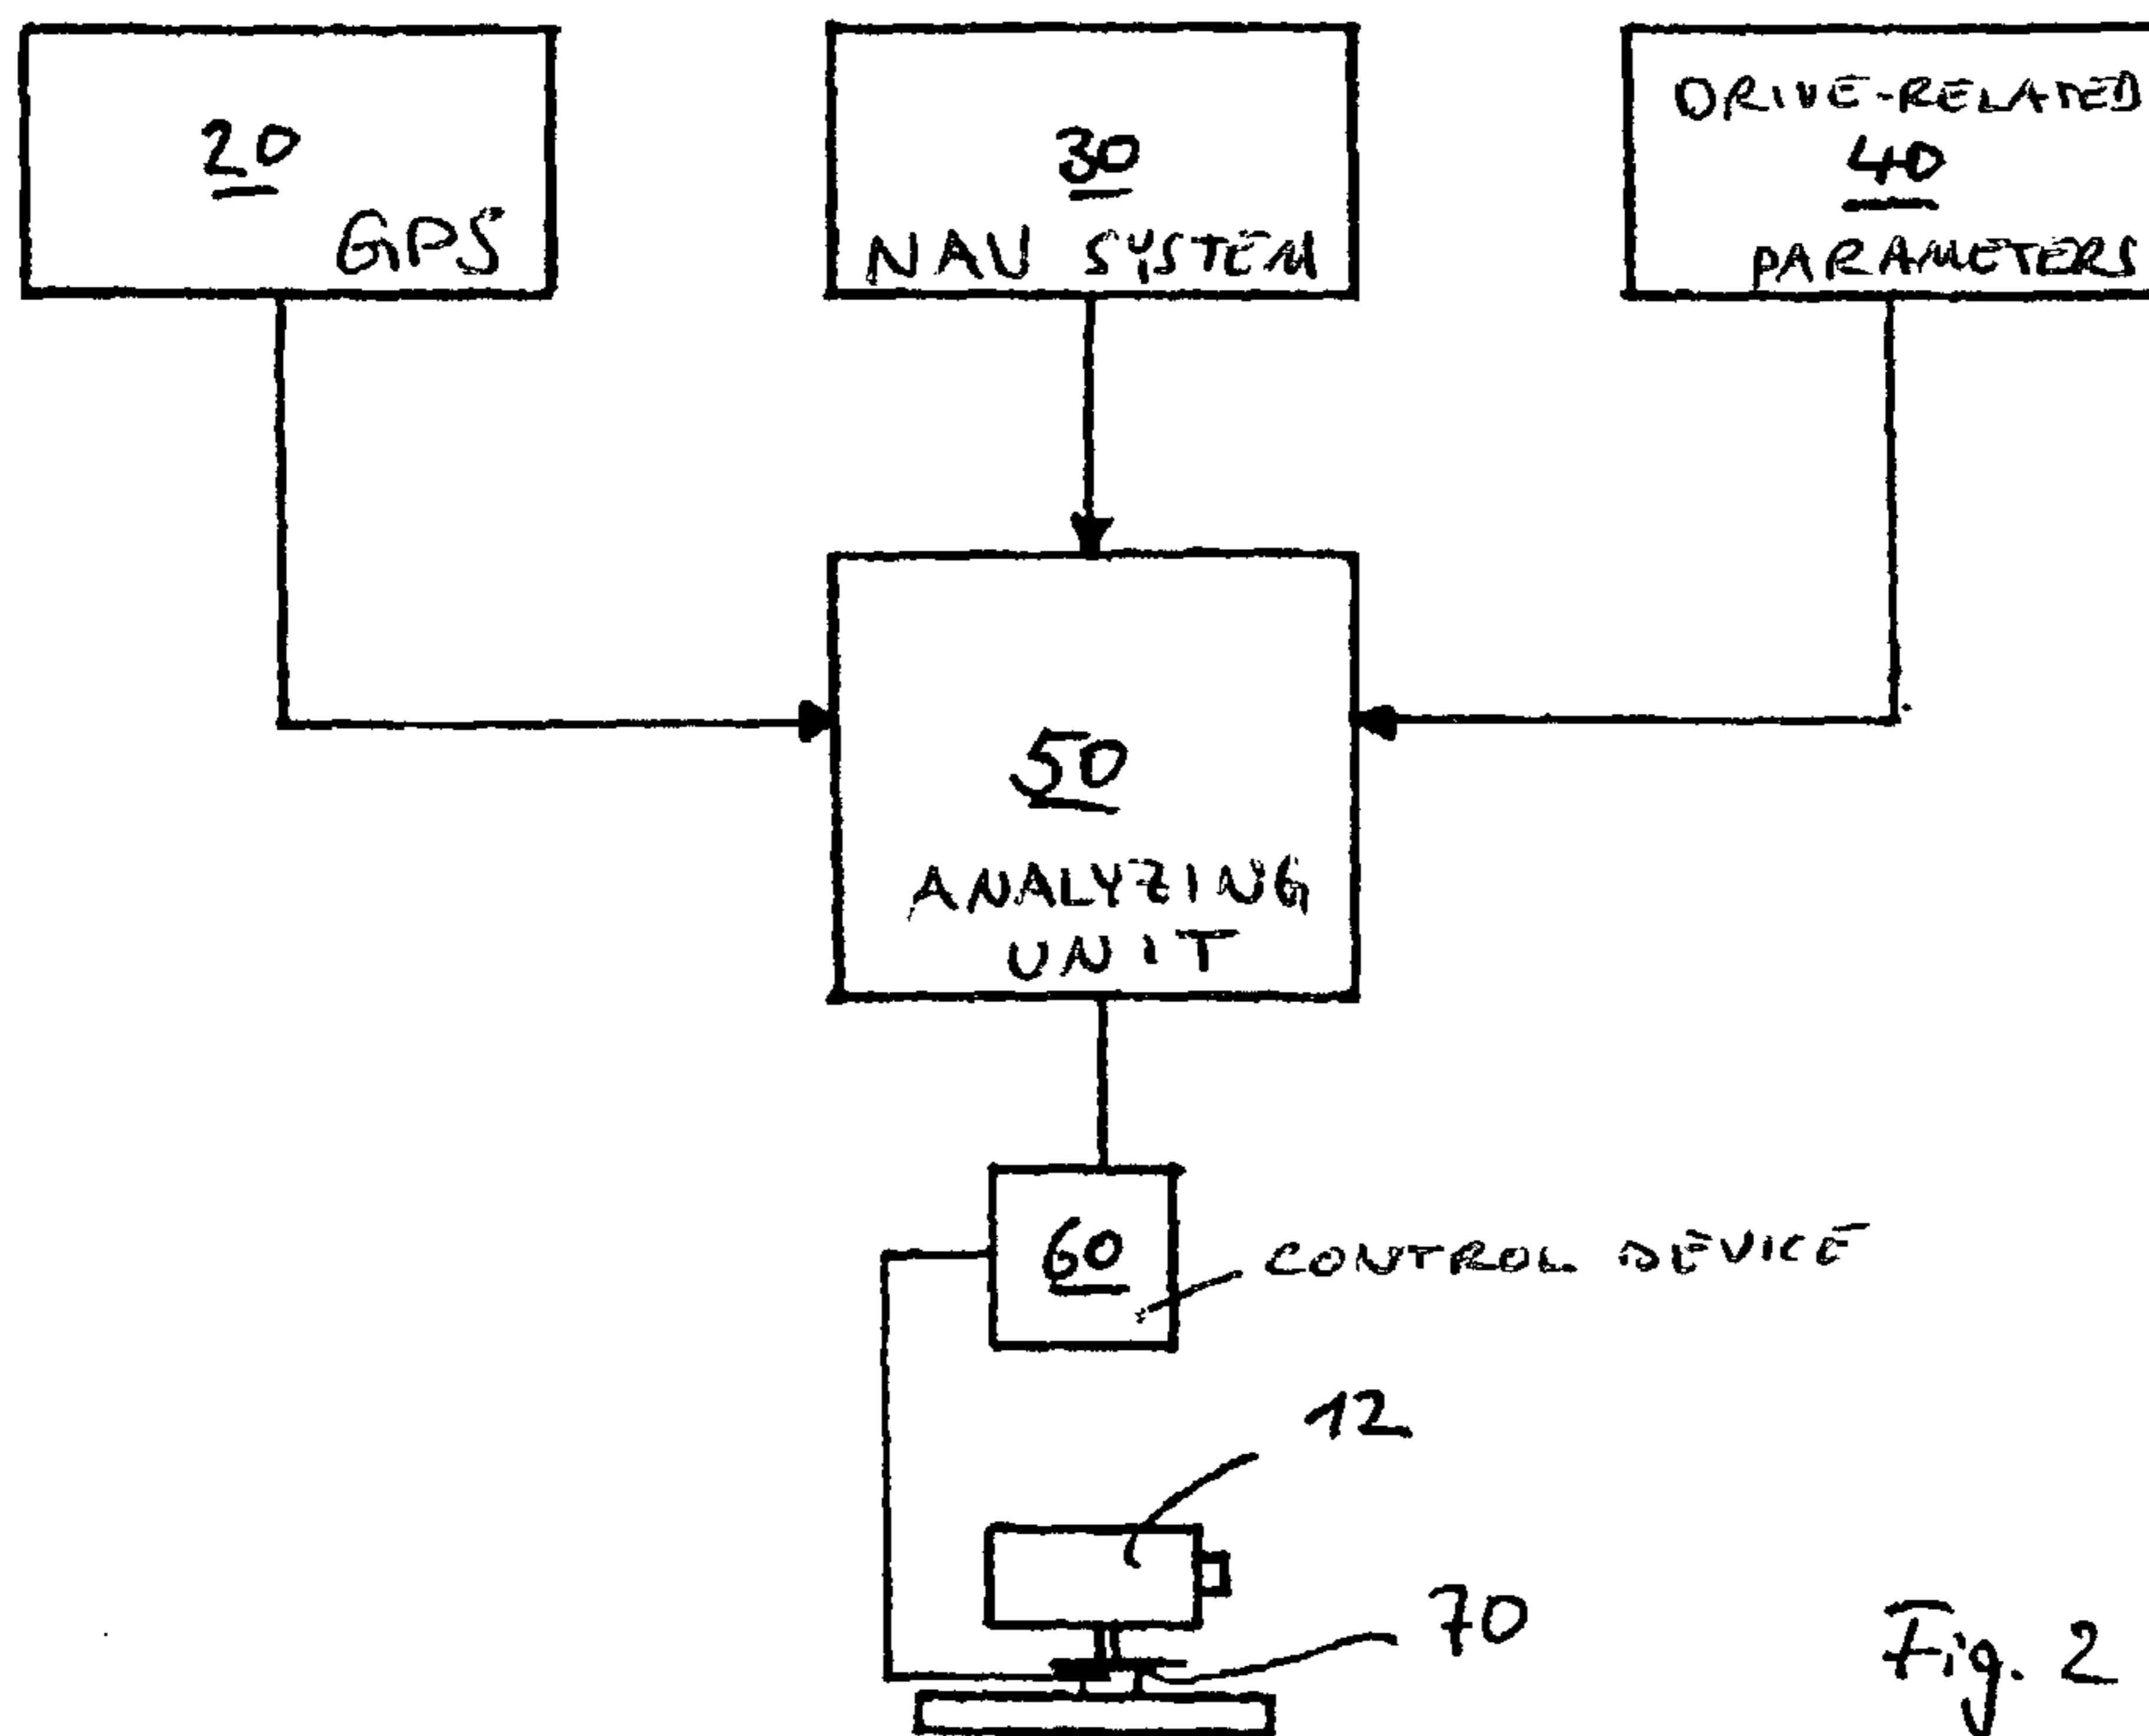 20
GPS
30
NAV SYSTEM
DRIVE-RELATED
40
PARAMETERS
50
ANALYZING
UNIT
60
CONTROL DEVICE
12
70
Fig. 2